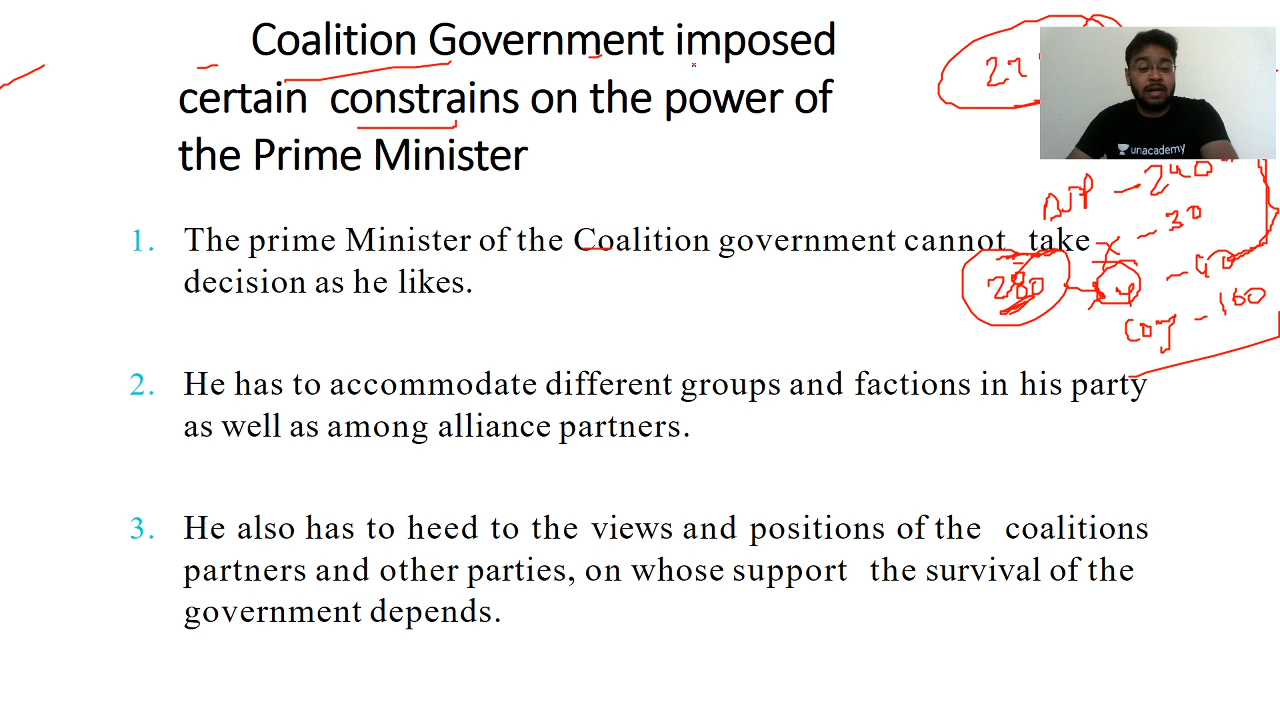 Coalition Government imposed
certain constrains on the power of
the Prime Minister
unacademy
BJP - 240
X - 30
Y - 40
280
Cog - 160
1. The prime Minister of the Coalition government cannot take
decision as he likes.
2. He has to accommodate different groups and factions in his party
as well as among alliance partners.
3. He also has to heed to the views and positions of the coalitions
partners and other parties, on whose support the survival of the
government depends.